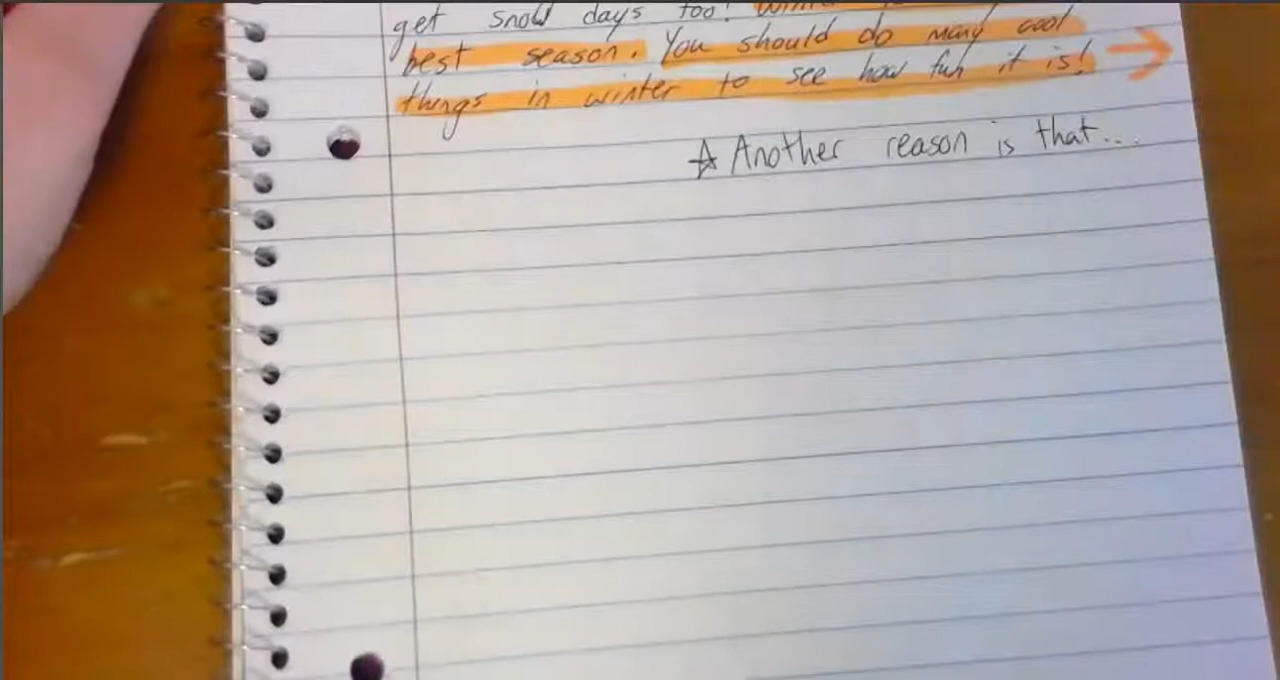 get snow days too!
best season. You should do many cool
things in winter to see how fun it is! →
☆ Another reason is that...